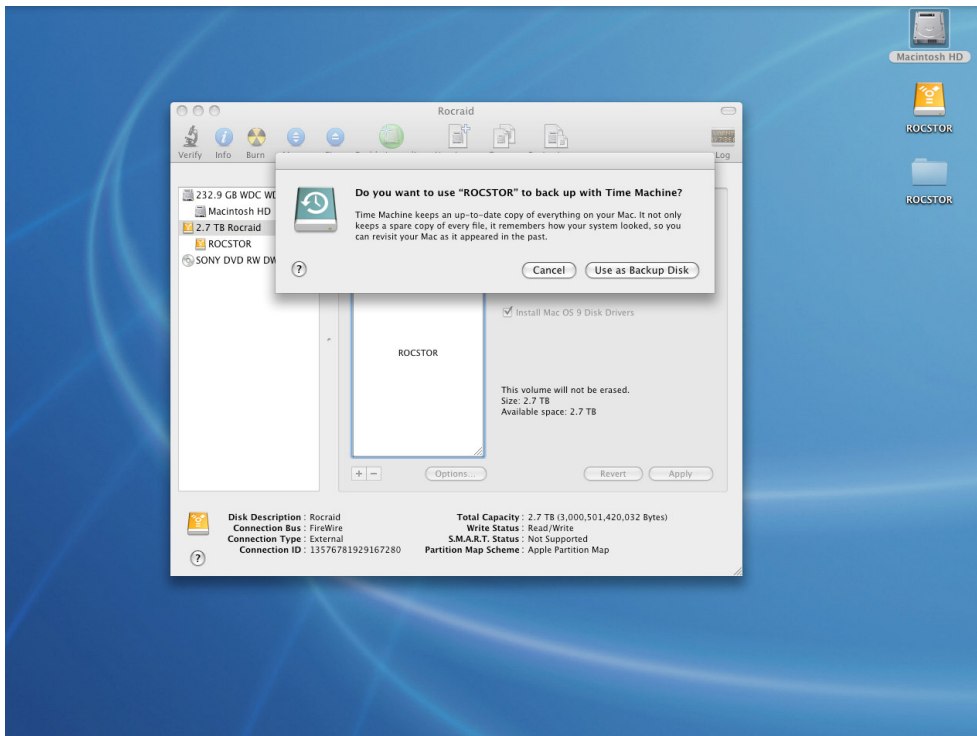 Macintosh HD
ROCSTOR
ROCSTOR
Rocraid
Verify Info Burn
Log
Do you want to use “ROCSTOR” to back up with Time Machine?
Time Machine keeps an up-to-date copy of everything on your Mac. It not only
keeps a spare copy of every file, it remembers how your system looked, so you
can revisit your Mac as it appeared in the past.
? Cancel Use as Backup Disk
232.9 GB WDC
Macintosh HD
2.7 TB Rocraid
ROCSTOR
SONY DVD RW
Install Mac OS 9 Disk Drivers
ROCSTOR
This volume will not be erased.
Size: 2.7 TB
Available space: 2.7 TB
+ − Options... Revert Apply
Disk Description : Rocraid
Connection Bus : FireWire
Connection Type : External
Connection ID : 13576781929167280
Total Capacity : 2.7 TB (3,000,501,420,032 Bytes)
Write Status : Read/Write
S.M.A.R.T. Status : Not Supported
Partition Map Scheme : Apple Partition Map
?